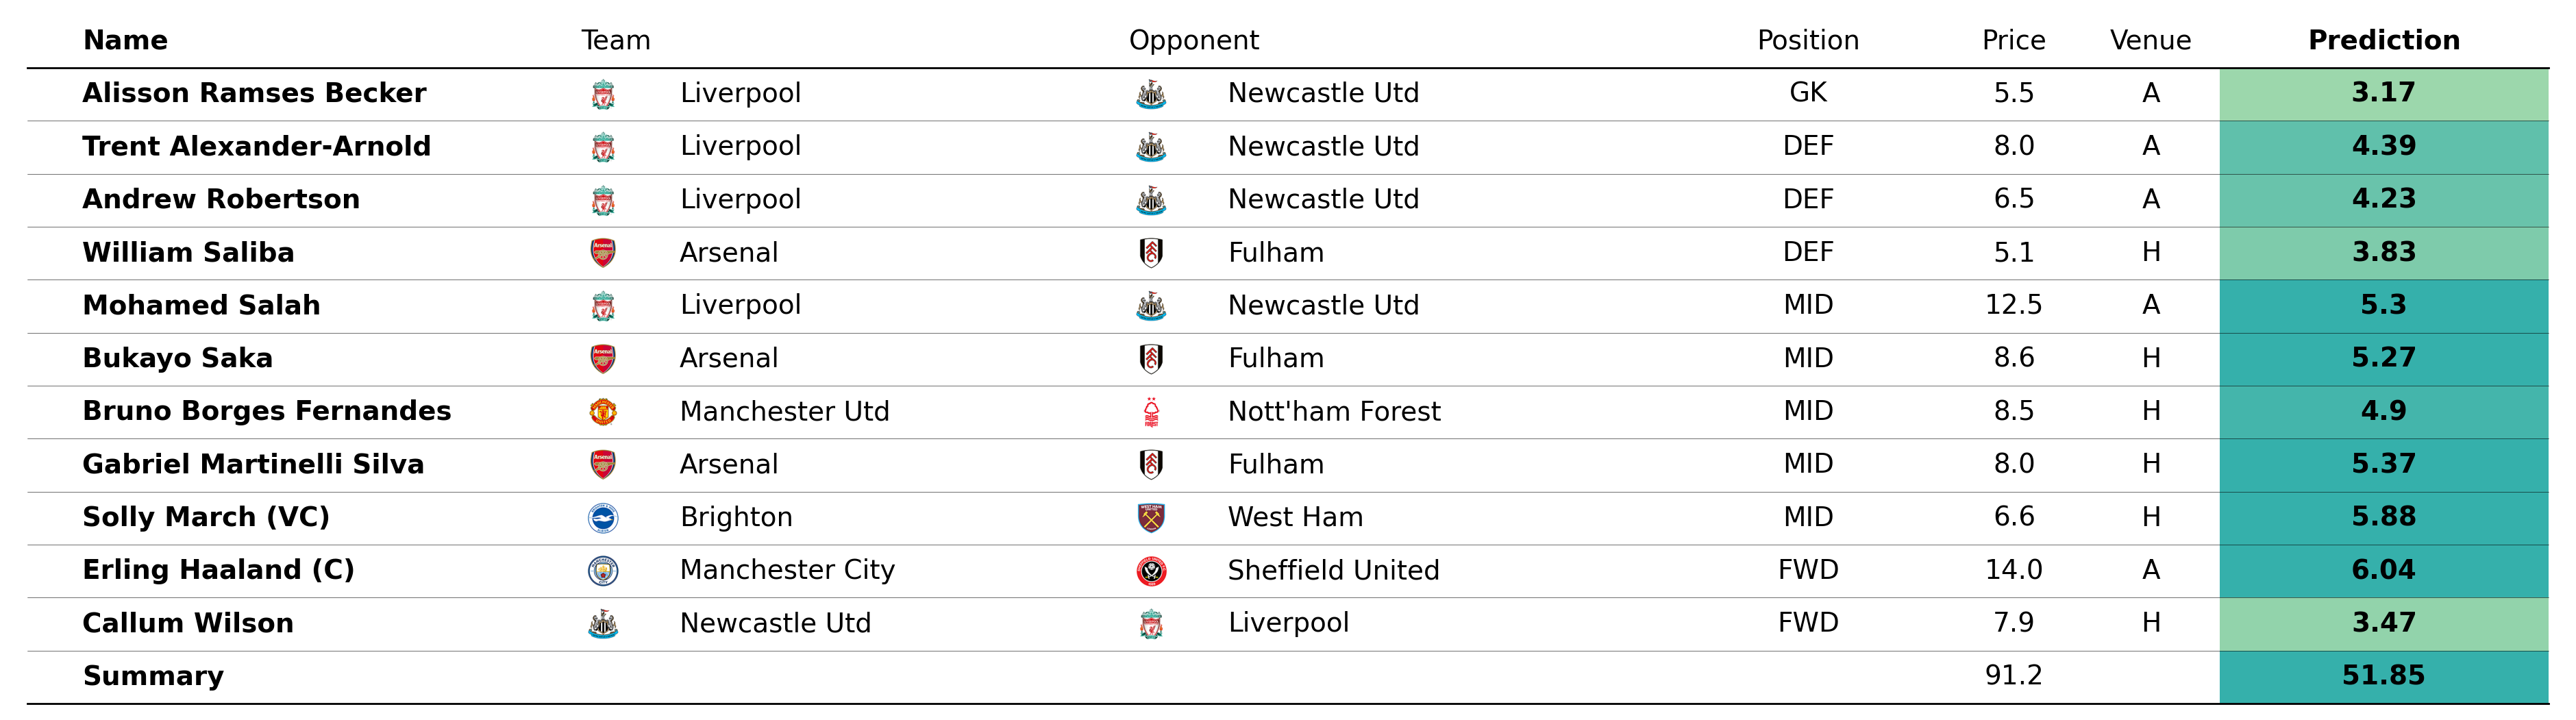 Name Team Opponent Position Price Venue Prediction
Alisson Ramses Becker Liverpool Newcastle Utd GK 5.5 A 3.17
Trent Alexander-Arnold Liverpool Newcastle Utd DEF 8.0 A 4.39
Andrew Robertson Liverpool Newcastle Utd DEF 6.5 A 4.23
William Saliba Arsenal Fulham DEF 5.1 H 3.83
Mohamed Salah Liverpool Newcastle Utd MID 12.5 A 5.3
Bukayo Saka Arsenal Fulham MID 8.6 H 5.27
Bruno Borges Fernandes Manchester Utd Nott'ham Forest MID 8.5 H 4.9
Gabriel Martinelli Silva Arsenal Fulham MID 8.0 H 5.37
Solly March (VC) Brighton West Ham MID 6.6 H 5.88
Erling Haaland (C) Manchester City Sheffield United FWD 14.0 A 6.04
Callum Wilson Newcastle Utd Liverpool FWD 7.9 H 3.47
Summary 91.2 51.85